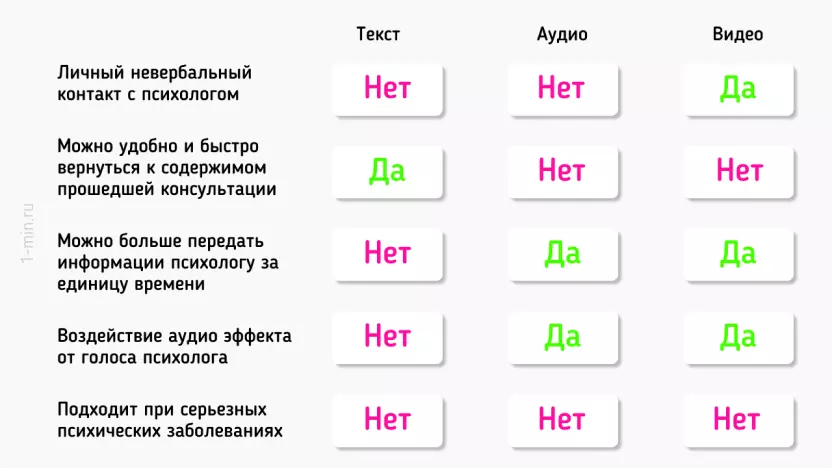 Текст Аудио Видео
Личный невербальный
контакт с психологом
Нет Нет Да
Можно удобно и быстро
вернуться к содержимом
прошедшей консультации
Да Нет Нет
Можно больше передать
информации психологу за
единицу времени
Нет Да Да
Воздействие аудио эффекта
от голоса психолога
Нет Да Да
Подходит при серьезных
психических заболеваниях
Нет Нет Нет
1-min.ru